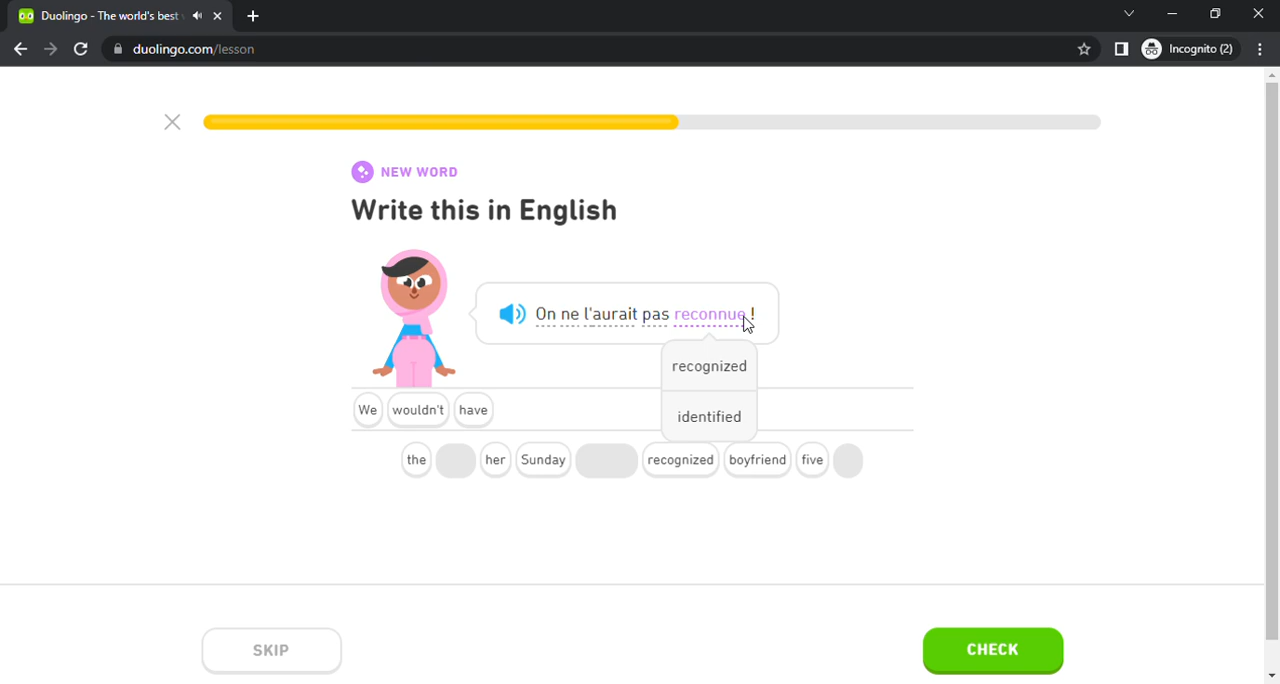 Duolingo - The world's best
duolingo.com/lesson
Incognito (2)
NEW WORD
Write this in English
On ne l'aurait pas reconnue !
recognized
identified
We wouldn't have
the her Sunday recognized boyfriend five
SKIP
CHECK